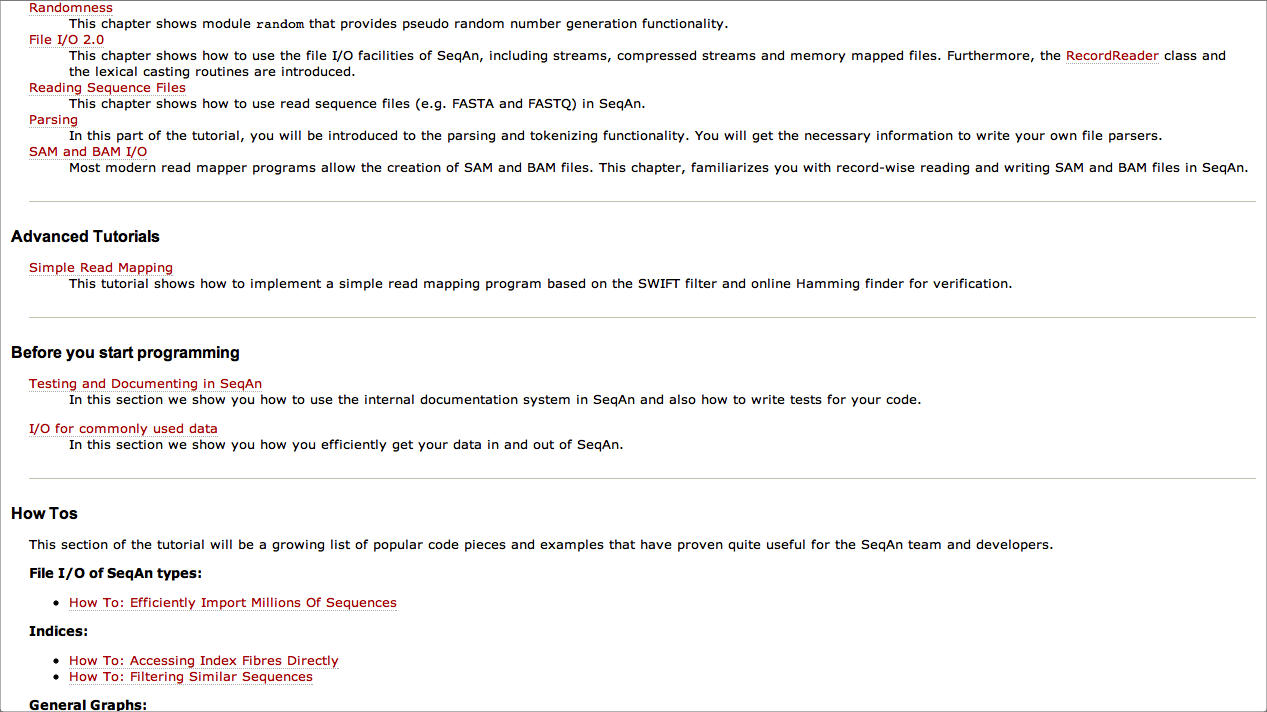 Randomness
This chapter shows module random that provides pseudo random number generation functionality.
File I/O 2.0
This chapter shows how to use the file I/O facilities of SeqAn, including streams, compressed streams and memory mapped files. Furthermore, the RecordReader class and
the lexical casting routines are introduced.
Reading Sequence Files
This chapter shows how to use read sequence files (e.g. FASTA and FASTQ) in SeqAn.
Parsing
In this part of the tutorial, you will be introduced to the parsing and tokenizing functionality. You will get the necessary information to write your own file parsers.
SAM and BAM I/O
Most modern read mapper programs allow the creation of SAM and BAM files. This chapter, familiarizes you with record-wise reading and writing SAM and BAM files in SeqAn.
Advanced Tutorials
Simple Read Mapping
This tutorial shows how to implement a simple read mapping program based on the SWIFT filter and online Hamming finder for verification.
Before you start programming
Testing and Documenting in SeqAn
In this section we show you how to use the internal documentation system in SeqAn and also how to write tests for your code.
I/O for commonly used data
In this section we show you how you efficiently get your data in and out of SeqAn.
How Tos
This section of the tutorial will be a growing list of popular code pieces and examples that have proven quite useful for the SeqAn team and developers.
File I/O of SeqAn types:
• How To: Efficiently Import Millions Of Sequences
Indices:
• How To: Accessing Index Fibres Directly
• How To: Filtering Similar Sequences
General Graphs: